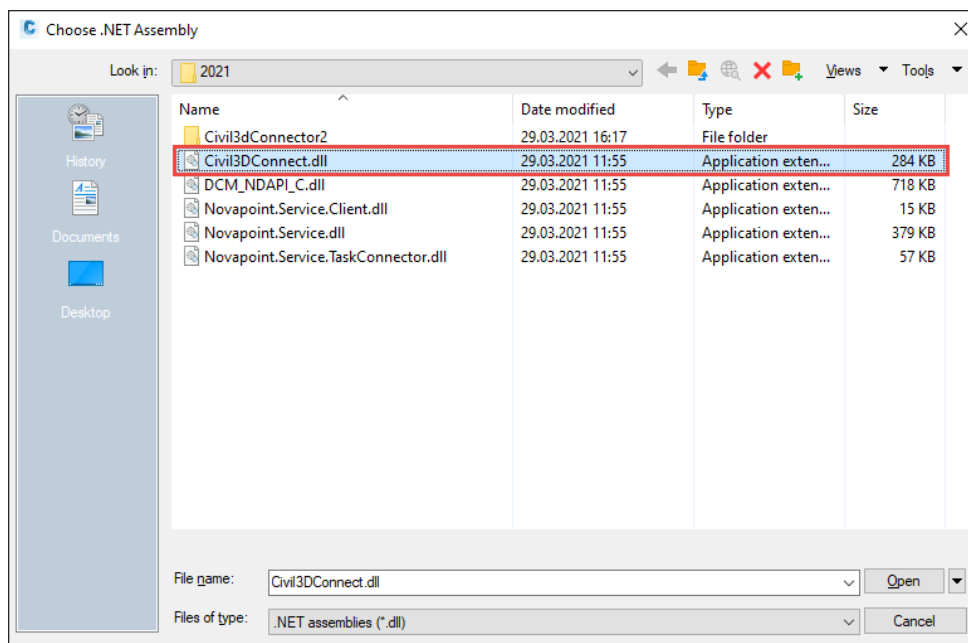 Choose .NET Assembly
Look in: 2021 Views Tools
Name Date modified Type Size
Civil3dConnector2 29.03.2021 16:17 File folder
Civil3DConnect.dll 29.03.2021 11:55 Application exten... 284 KB
DCM_NDAPI_C.dll 29.03.2021 11:55 Application exten... 718 KB
Novapoint.Service.Client.dll 29.03.2021 11:55 Application exten... 15 KB
Novapoint.Service.dll 29.03.2021 11:55 Application exten... 379 KB
Novapoint.Service.TaskConnector.dll 29.03.2021 11:55 Application exten... 57 KB
History
Documents
Desktop
File name: Civil3DConnect.dll Open
Files of type: .NET assemblies (*.dll) Cancel